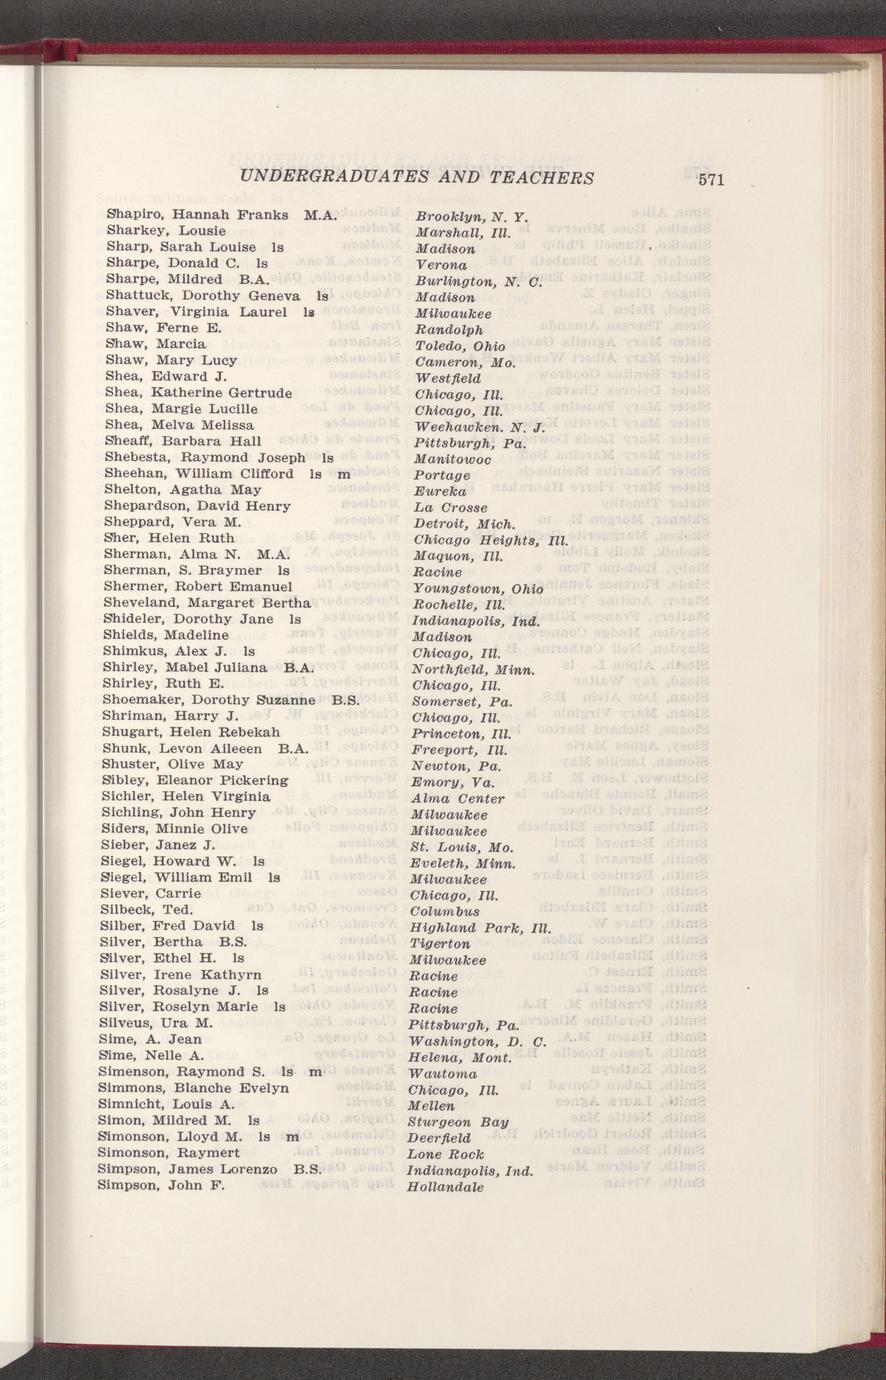 UNDERGRADUATES AND TEACHERS 571
Shapiro, Hannah Franks M.A. Brooklyn, N. Y.
Sharkey, Lousie Marshall, Ill.
Sharp, Sarah Louise ls Madison
Sharpe, Donald C. ls Verona
Sharpe, Mildred B.A. Burlington, N. C.
Shattuck, Dorothy Geneva ls Madison
Shaver, Virginia Laurel ls Milwaukee
Shaw, Ferne E. Randolph
Shaw, Marcia Toledo, Ohio
Shaw, Mary Lucy Cameron, Mo.
Shea, Edward J. Westfield
Shea, Katherine Gertrude Chicago, Ill.
Shea, Margie Lucille Chicago, Ill.
Shea, Melva Melissa Weehawken. N. J.
Sheaff, Barbara Hall Pittsburgh, Pa.
Shebesta, Raymond Joseph ls Manitowoc
Sheehan, William Clifford ls m Portage
Shelton, Agatha May Eureka
Shepardson, David Henry La Crosse
Sheppard, Vera M. Detroit, Mich.
Sher, Helen Ruth Chicago Heights, Ill.
Sherman, Alma N. M.A. Maquon, Ill.
Sherman, S. Braymer ls Racine
Shermer, Robert Emanuel Youngstown, Ohio
Sheveland, Margaret Bertha Rochelle, Ill.
Shideler, Dorothy Jane ls Indianapolis, Ind.
Shields, Madeline Madison
Shimkus, Alex J. ls Chicago, Ill.
Shirley, Mabel Juliana B.A. Northfield, Minn.
Shirley, Ruth E. Chicago, Ill.
Shoemaker, Dorothy Suzanne B.S. Somerset, Pa.
Shriman, Harry J. Chicago, Ill.
Shugart, Helen Rebekah Princeton, Ill.
Shunk, Levon Aileeen B.A. Freeport, Ill.
Shuster, Olive May Newton, Pa.
Sibley, Eleanor Pickering Emory, Va.
Sichler, Helen Virginia Alma Center
Sichling, John Henry Milwaukee
Siders, Minnie Olive Milwaukee
Sieber, Janez J. St. Louis, Mo.
Siegel, Howard W. ls Eveleth, Minn.
Siegel, William Emil ls Milwaukee
Siever, Carrie Chicago, Ill.
Silbeck, Ted. Columbus
Silber, Fred David ls Highland Park, Ill.
Silver, Bertha B.S. Tigerton
Silver, Ethel H. ls Milwaukee
Silver, Irene Kathyrn Racine
Silver, Rosalyne J. ls Racine
Silver, Roselyn Marie ls Racine
Silveus, Ura M. Pittsburgh, Pa.
Sime, A. Jean Washington, D. C.
Sime, Nelle A. Helena, Mont.
Simenson, Raymond S. ls m Wautoma
Simmons, Blanche Evelyn Chicago, Ill.
Simnicht, Louis A. Mellen
Simon, Mildred M. ls Sturgeon Bay
Simonson, Lloyd M. ls m Deerfield
Simonson, Raymert Lone Rock
Simpson, James Lorenzo B.S. Indianapolis, Ind.
Simpson, John F. Hollandale